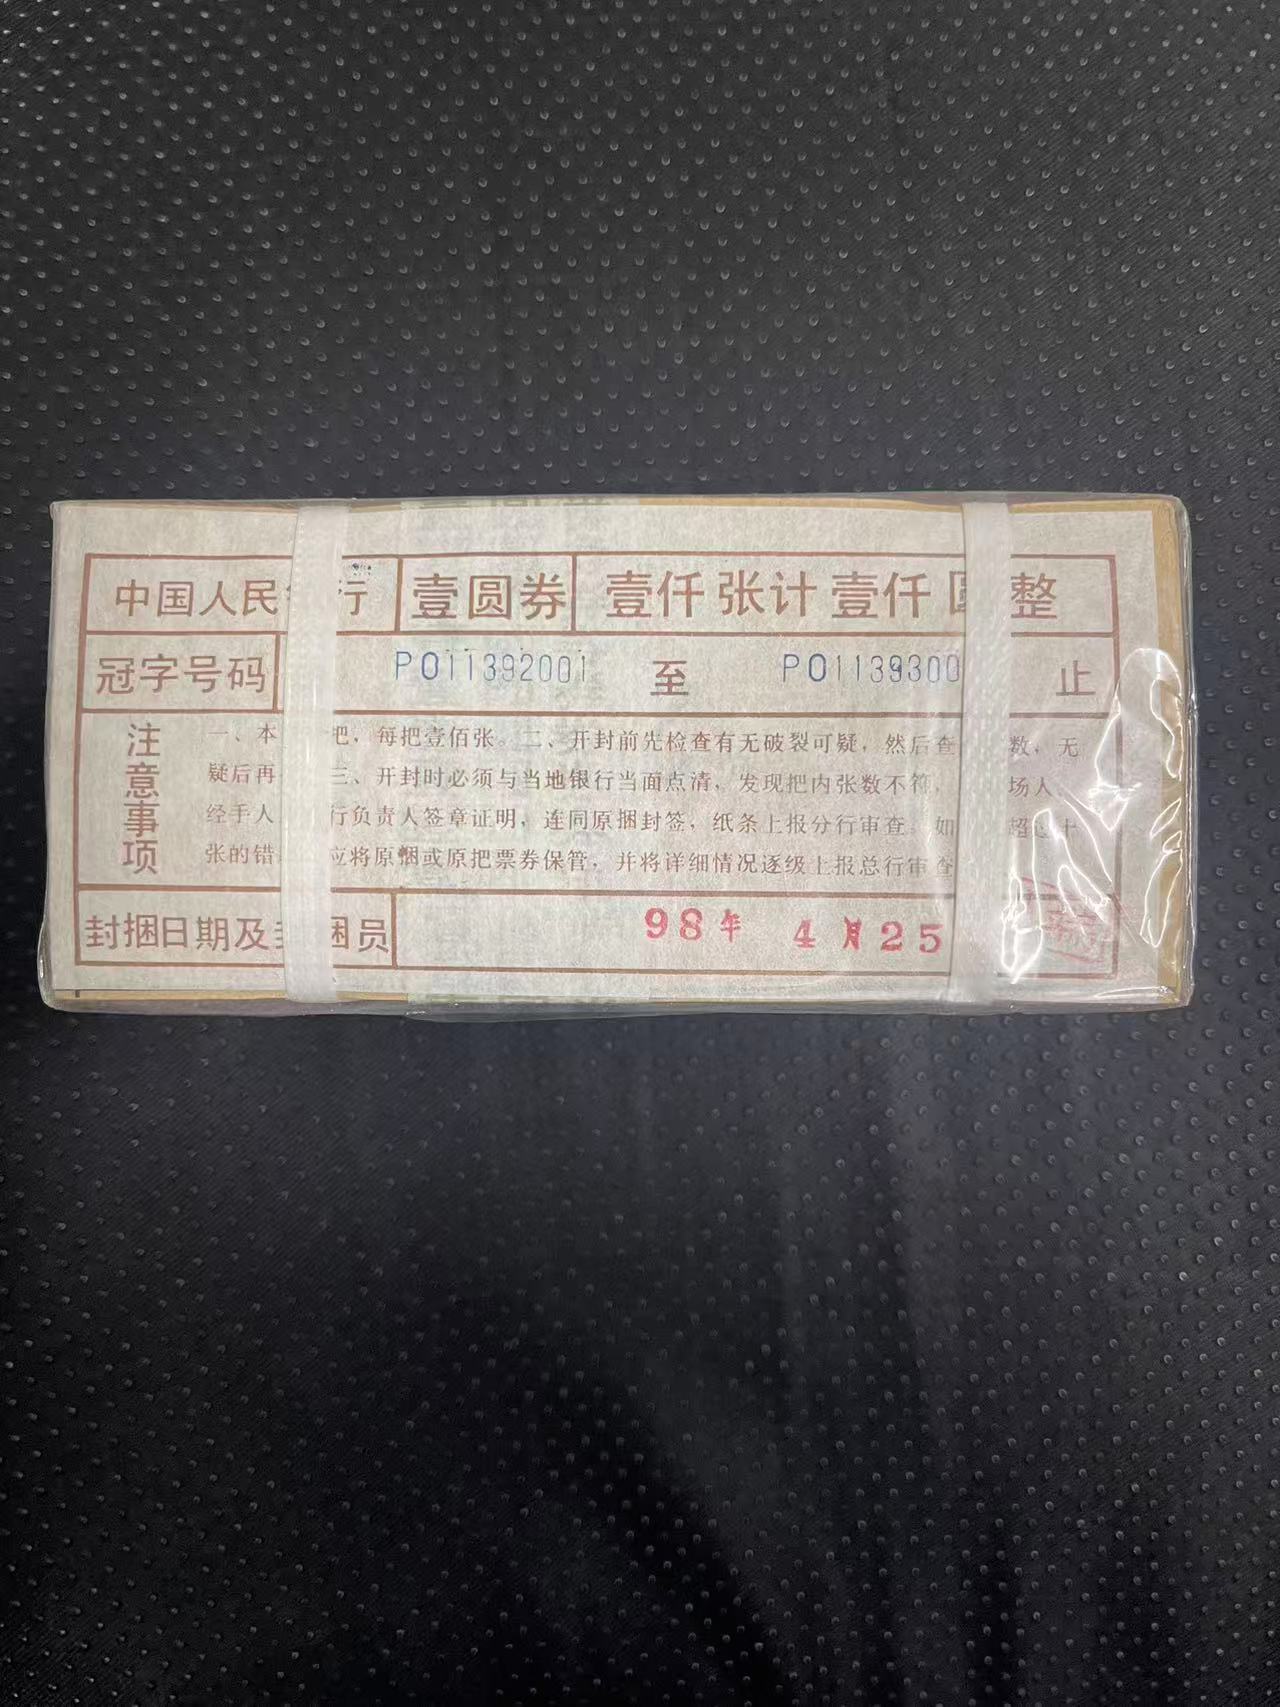 中国人民 行 壹圆券 壹仟张计壹仟 整
冠字号码 PO11392001 至 PO1139300 止
注意事项
一、本 把，每把壹佰张。二、开封前先检查有无破裂可疑，然后查 数，无
疑后再 三、开封时必须与当地银行当面点清，发现把内张数不符， 场人、
经手人 行负责人签章证明，连同原捆封签，纸条上报分行审查。如 超过十
张的错 应将原捆或原把票券保管，并将详细情况逐级上报总行审查
封捆日期及 捆员 98年 4月25